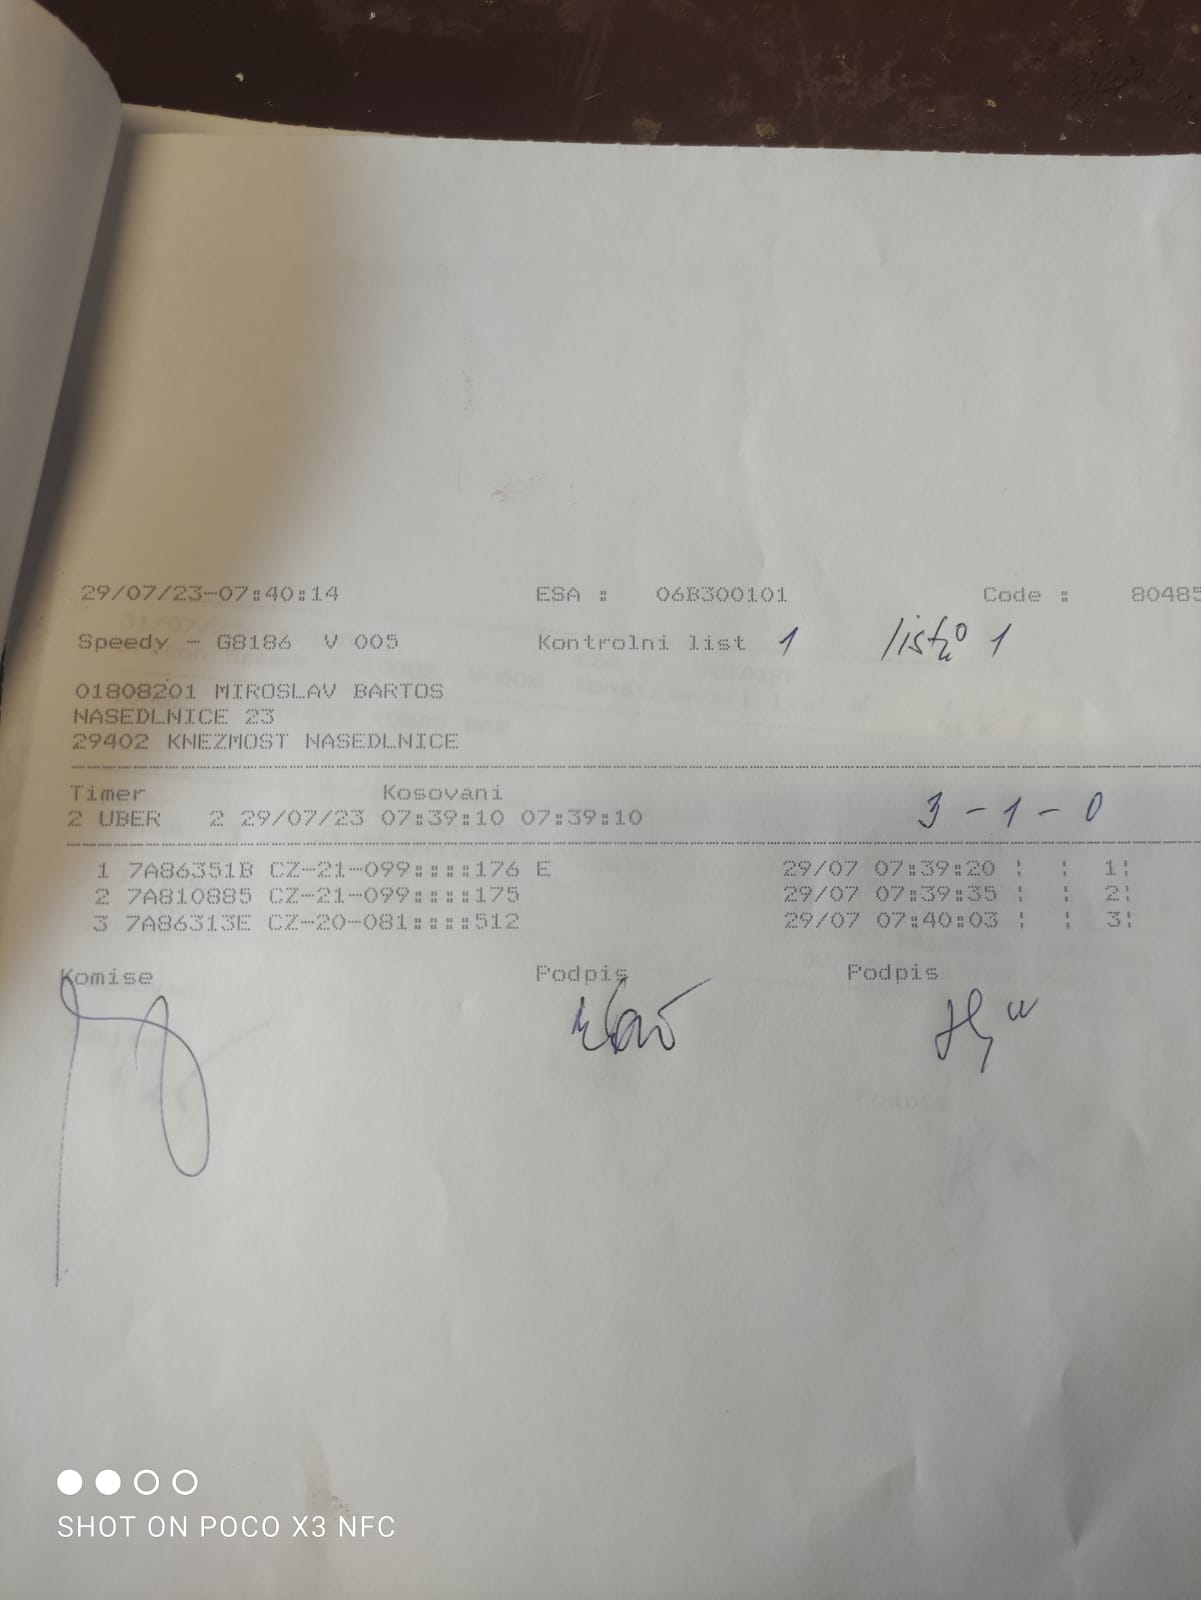 29/07/23-07:40:14 ESA : 06B300101 Code : 80485
Speedy - G8186 V 005 Kontrolni list 1 listů 1
01808201 MIROSLAV BARTOS
NASEDLNICE 23
29402 KNEZMOST NASEDLNICE
Timer Kosovani
2 UBER 2 29/07/23 07:39:10 07:39:10 3-1-0
1 7A86351B CZ-21-099::::176 E 29/07 07:39:20 ¦ ¦ 1¦
2 7A810885 CZ-21-099::::175 29/07 07:39:35 ¦ ¦ 2¦
3 7A86313E CZ-20-081::::512 29/07 07:40:03 ¦ ¦ 3¦
Komise Podpis Podpis
SHOT ON POCO X3 NFC